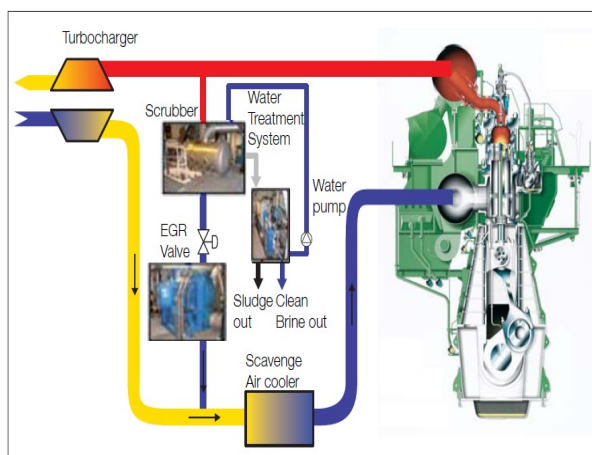 Turbocharger
Scrubber
Water
Treatment
System
Water
pump
EGR
Valve
Sludge
out
Clean
Brine out
Scavenge
Air cooler